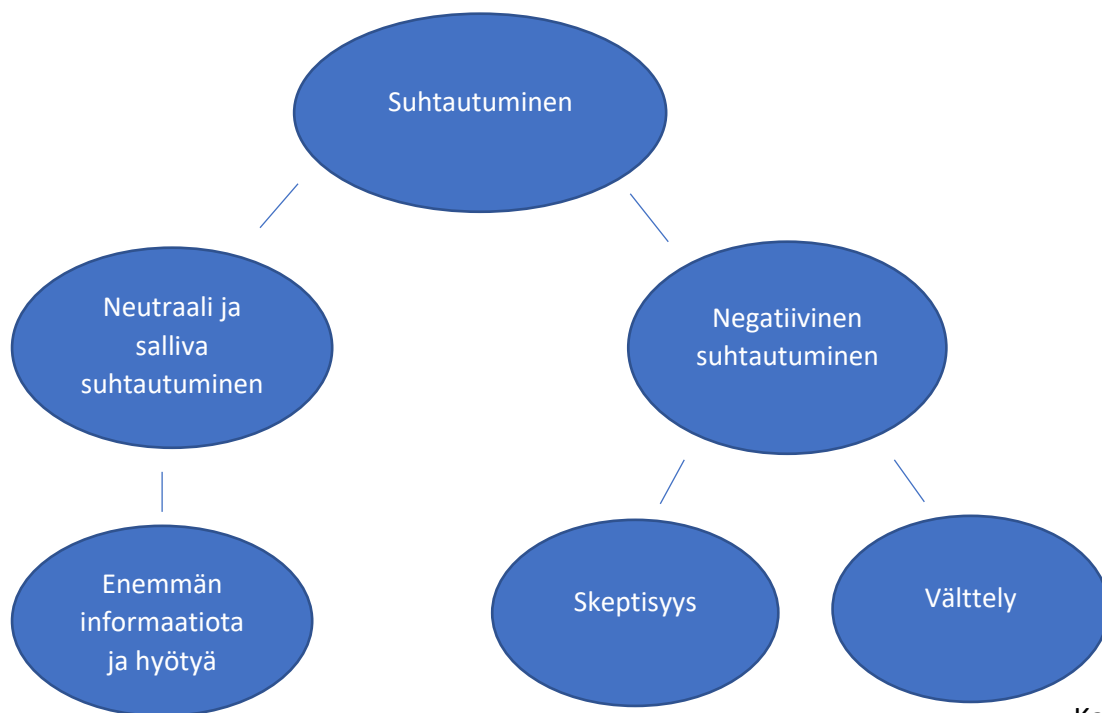 Suhtautuminen
Neutraali ja
salliva
suhtautuminen
Negatiivinen
suhtautuminen
Enemmän
informaatiota
ja hyötyä
Skeptisyys
Välttely